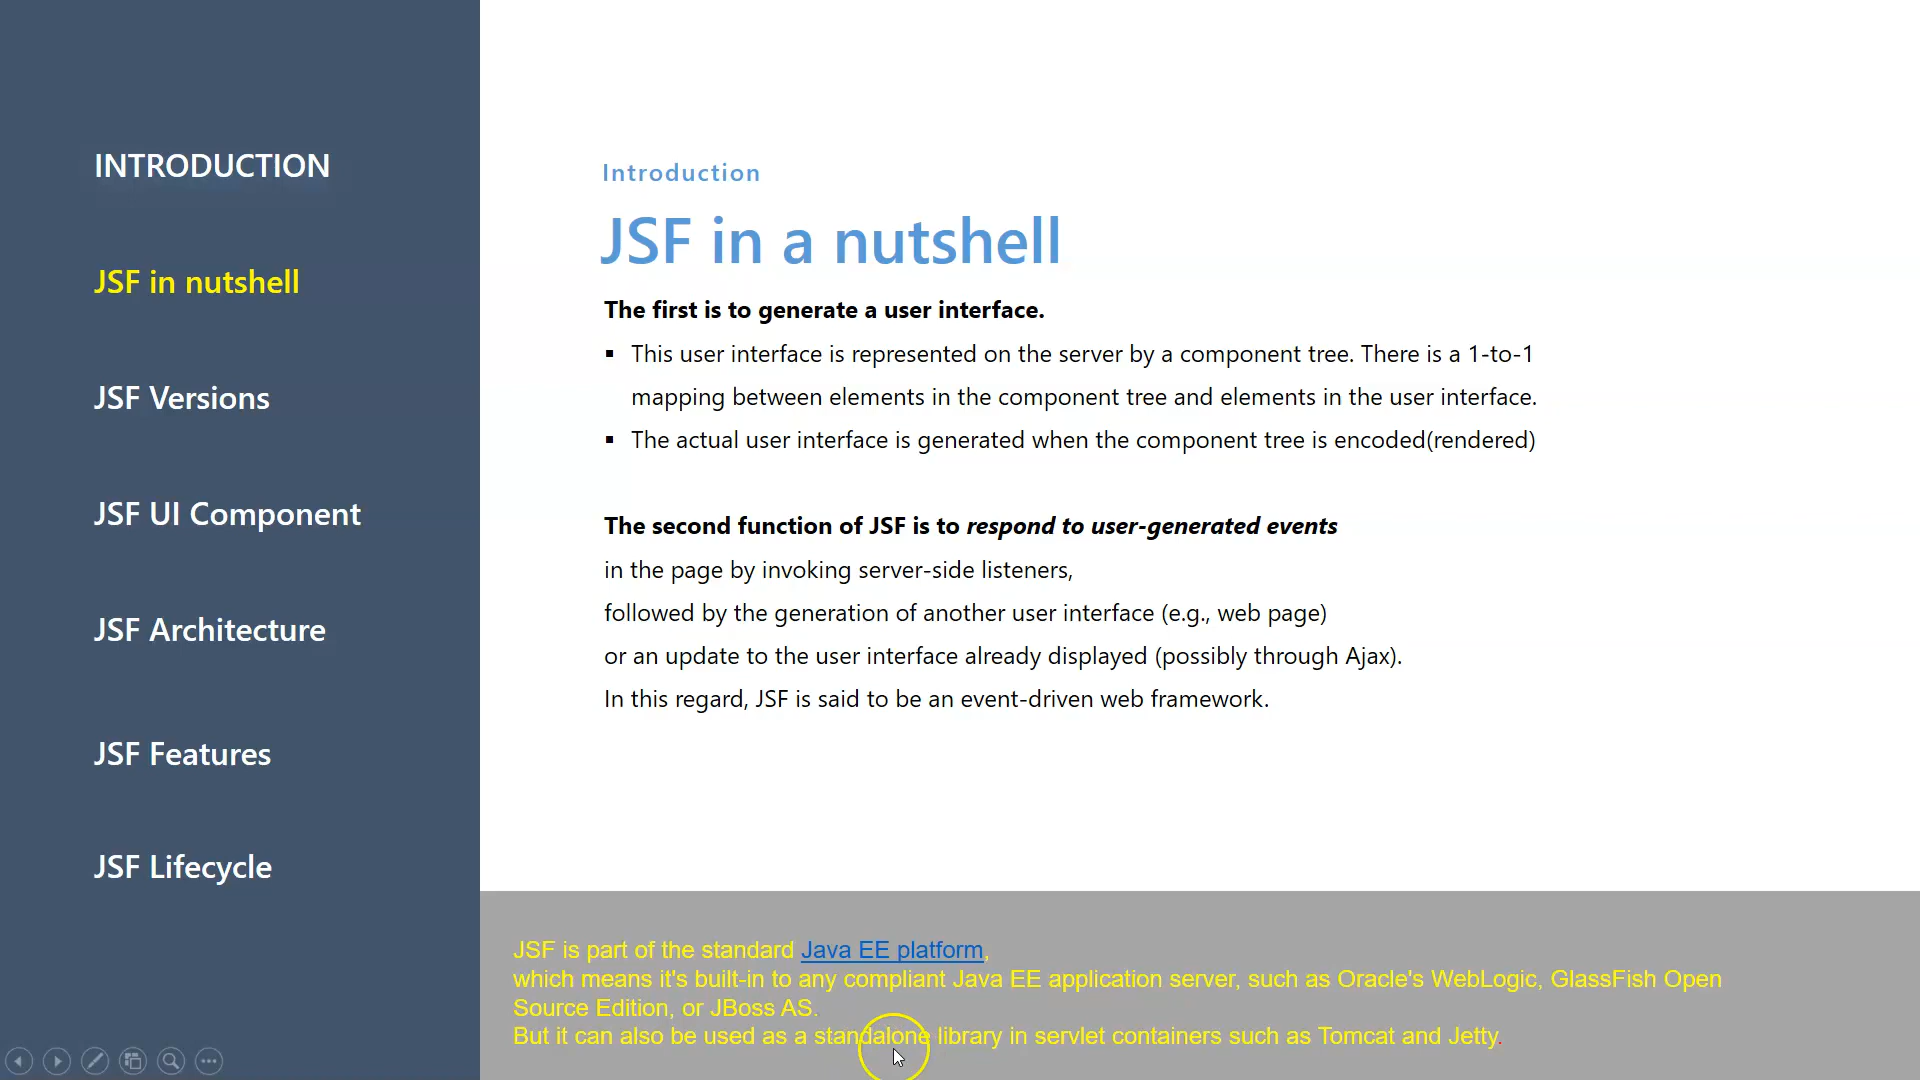 INTRODUCTION
JSF in nutshell
JSF Versions
JSF UI Component
JSF Architecture
JSF Features
JSF Lifecycle
Introduction
JSF in a nutshell
The first is to generate a user interface.
▪ This user interface is represented on the server by a component tree. There is a 1-to-1
mapping between elements in the component tree and elements in the user interface.
▪ The actual user interface is generated when the component tree is encoded(rendered)
The second function of JSF is to respond to user-generated events
in the page by invoking server-side listeners,
followed by the generation of another user interface (e.g., web page)
or an update to the user interface already displayed (possibly through Ajax).
In this regard, JSF is said to be an event-driven web framework.
JSF is part of the standard Java EE platform,
which means it's built-in to any compliant Java EE application server, such as Oracle's WebLogic, GlassFish Open
Source Edition, or JBoss AS.
But it can also be used as a standalone library in servlet containers such as Tomcat and Jetty.